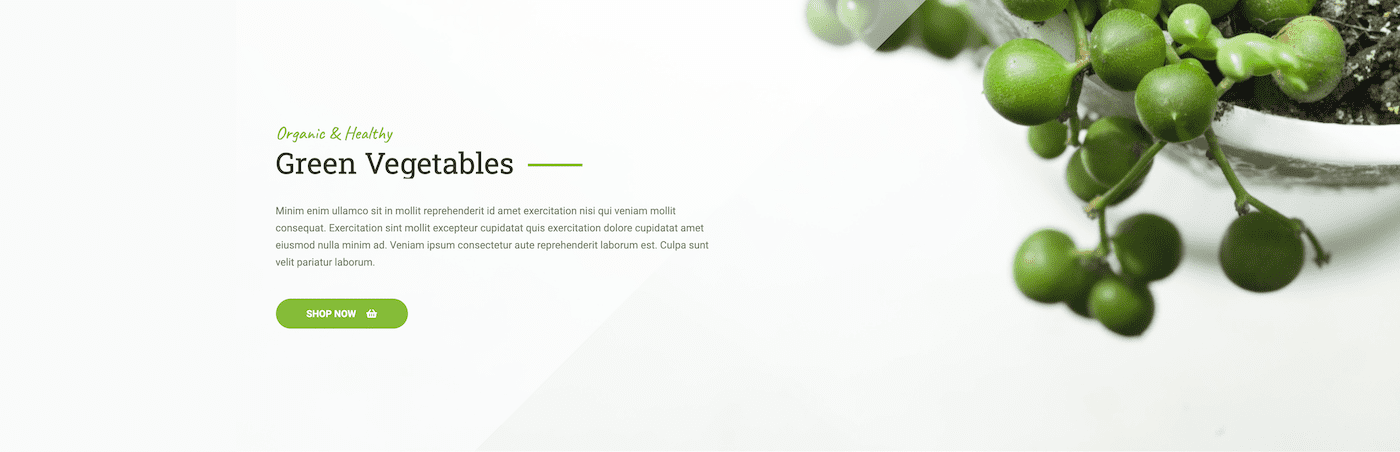 Organic & Healthy
Green Vegetables
Minim enim ullamco sit in mollit reprehenderit id amet exercitation nisi qui veniam mollit
consequat. Exercitation sint mollit excepteur cupidatat quis exercitation dolore cupidatat amet
eiusmod nulla minim ad. Veniam ipsum consectetur aute reprehenderit laborum est. Culpa sunt
velit pariatur laborum.
SHOP NOW